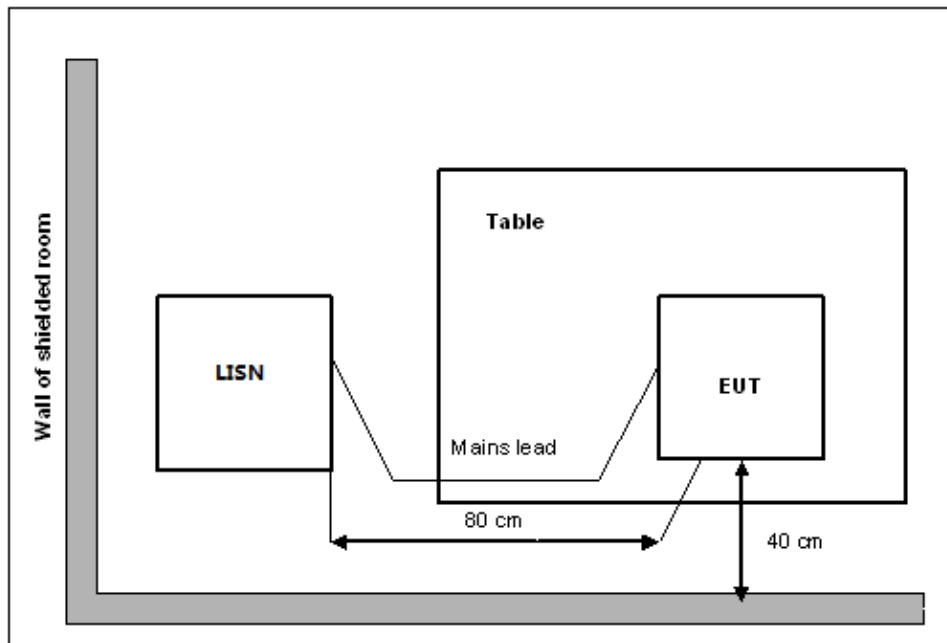 Wall of shielded room
Table
LISN
EUT
Mains lead
80 cm
40 cm